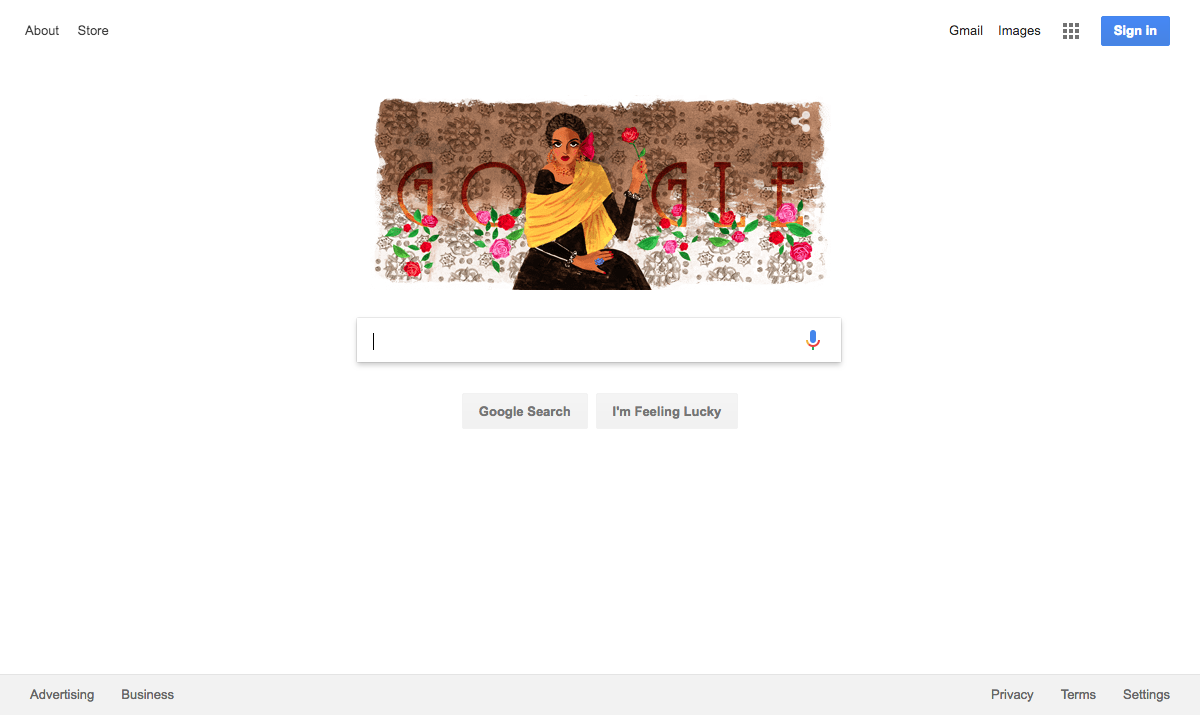 About Store
Gmail Images Sign in
GOOGLE
Google Search I'm Feeling Lucky
Advertising Business
Privacy Terms Settings